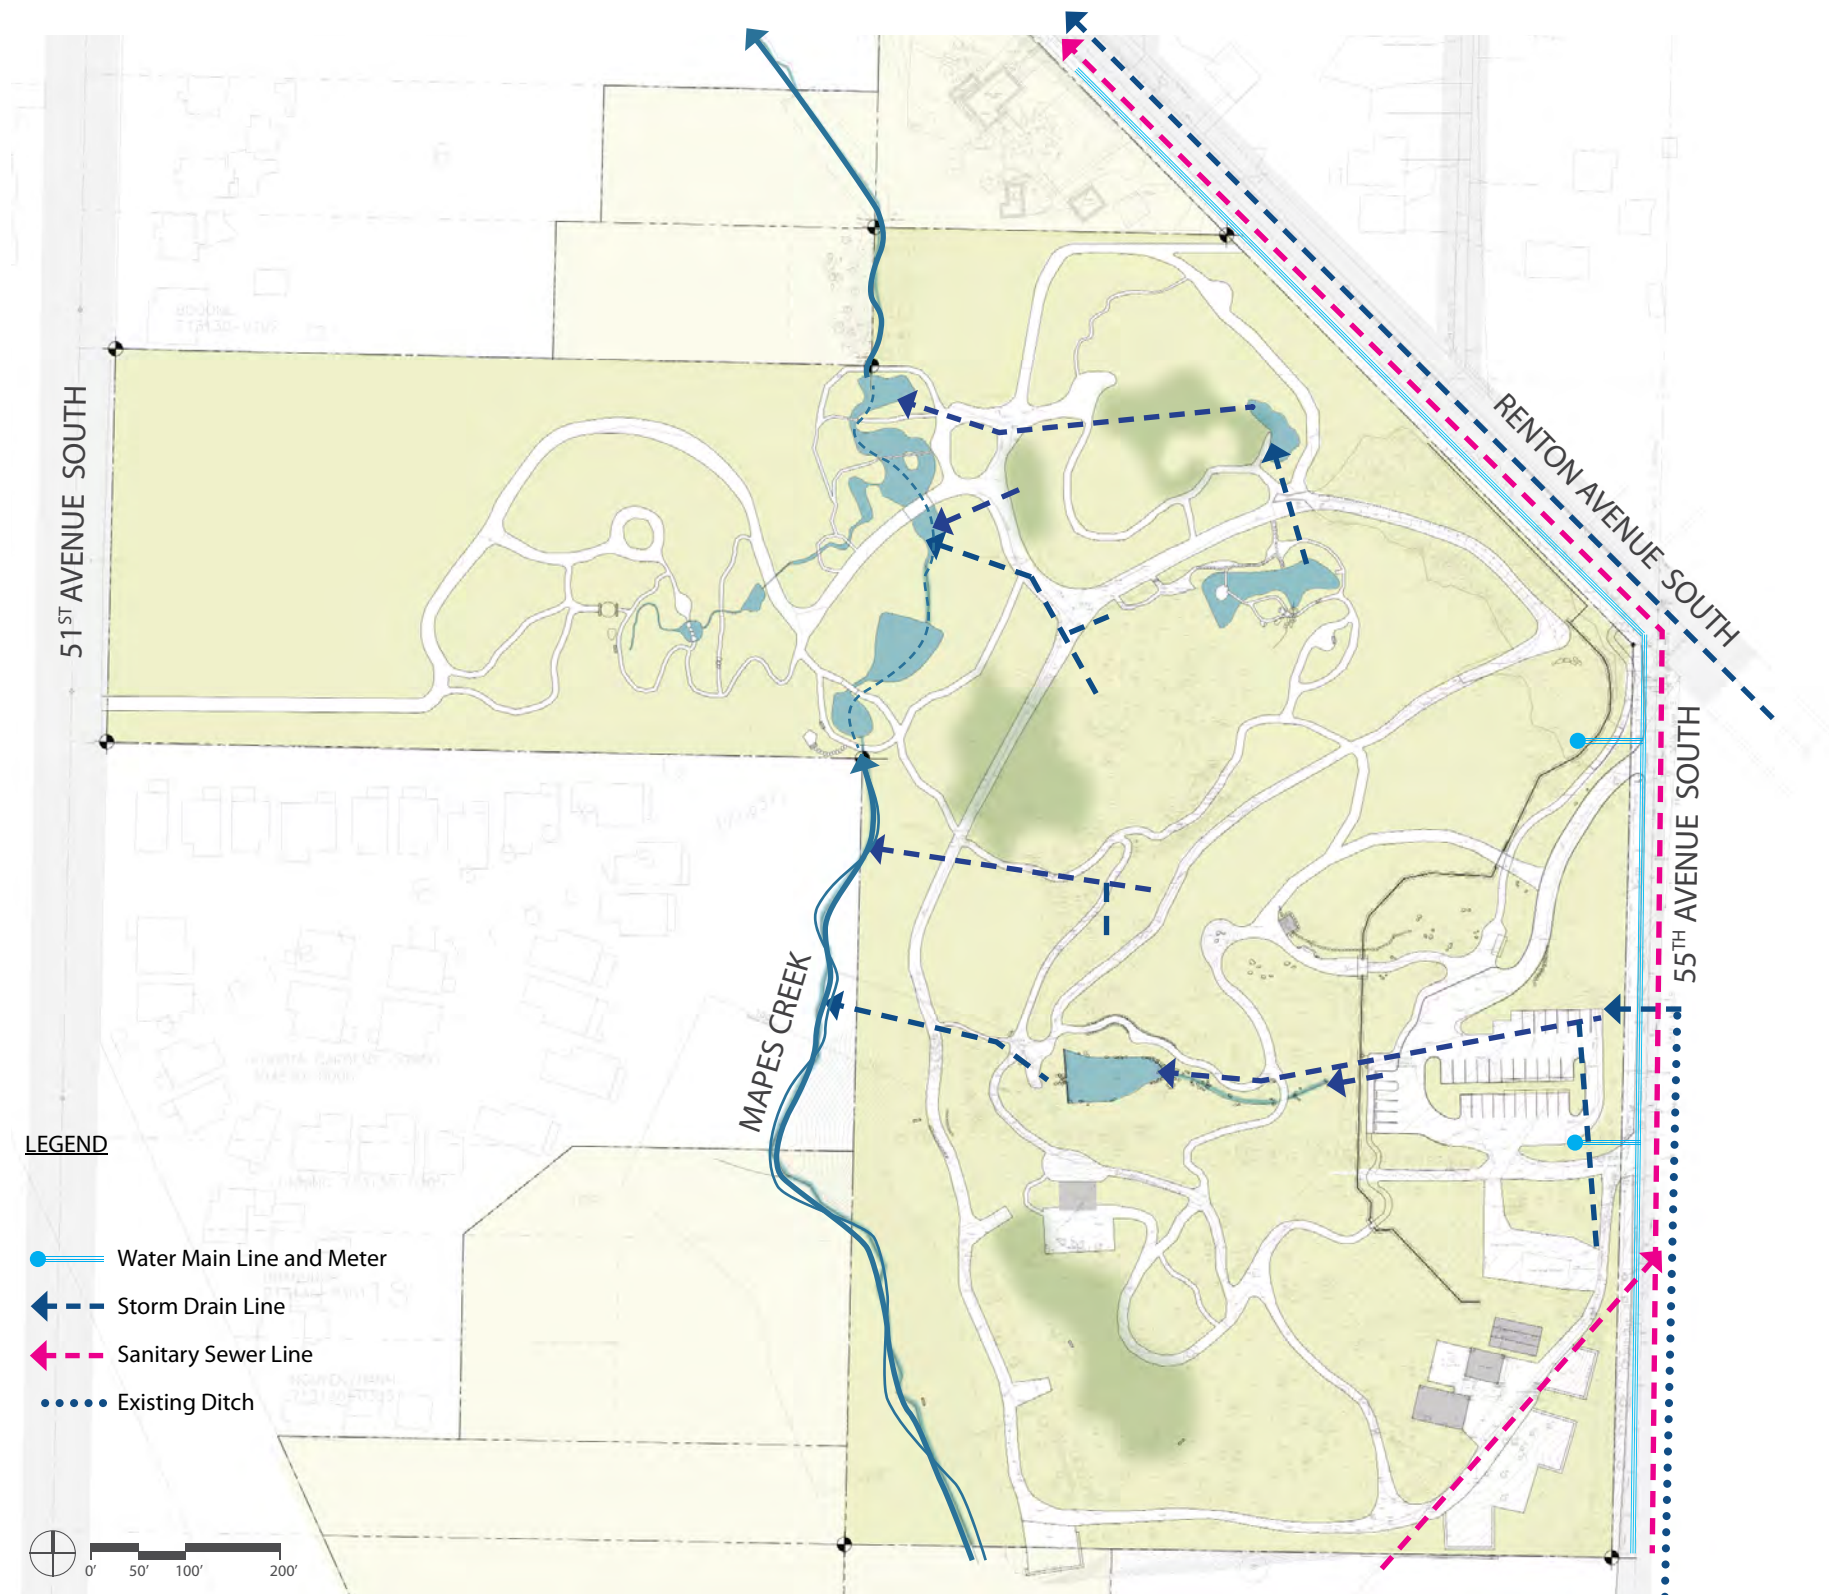 RENTON AVENUE SOUTH
51ST AVENUE SOUTH
55TH AVENUE SOUTH
MAPES CREEK
LEGEND
Water Main Line and Meter
Storm Drain Line
Sanitary Sewer Line
Existing Ditch
0' 50' 100' 200'